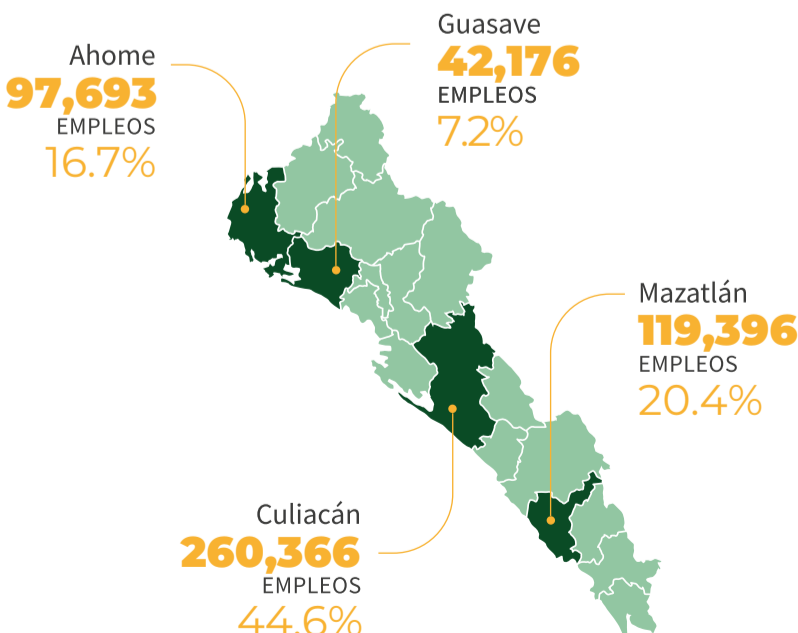 Guasave
42,176
EMPLEOS
7.2%
Ahome
97,693
EMPLEOS
16.7%
Mazatlán
119,396
EMPLEOS
20.4%
Culiacán
260,366
EMPLEOS
44.6%